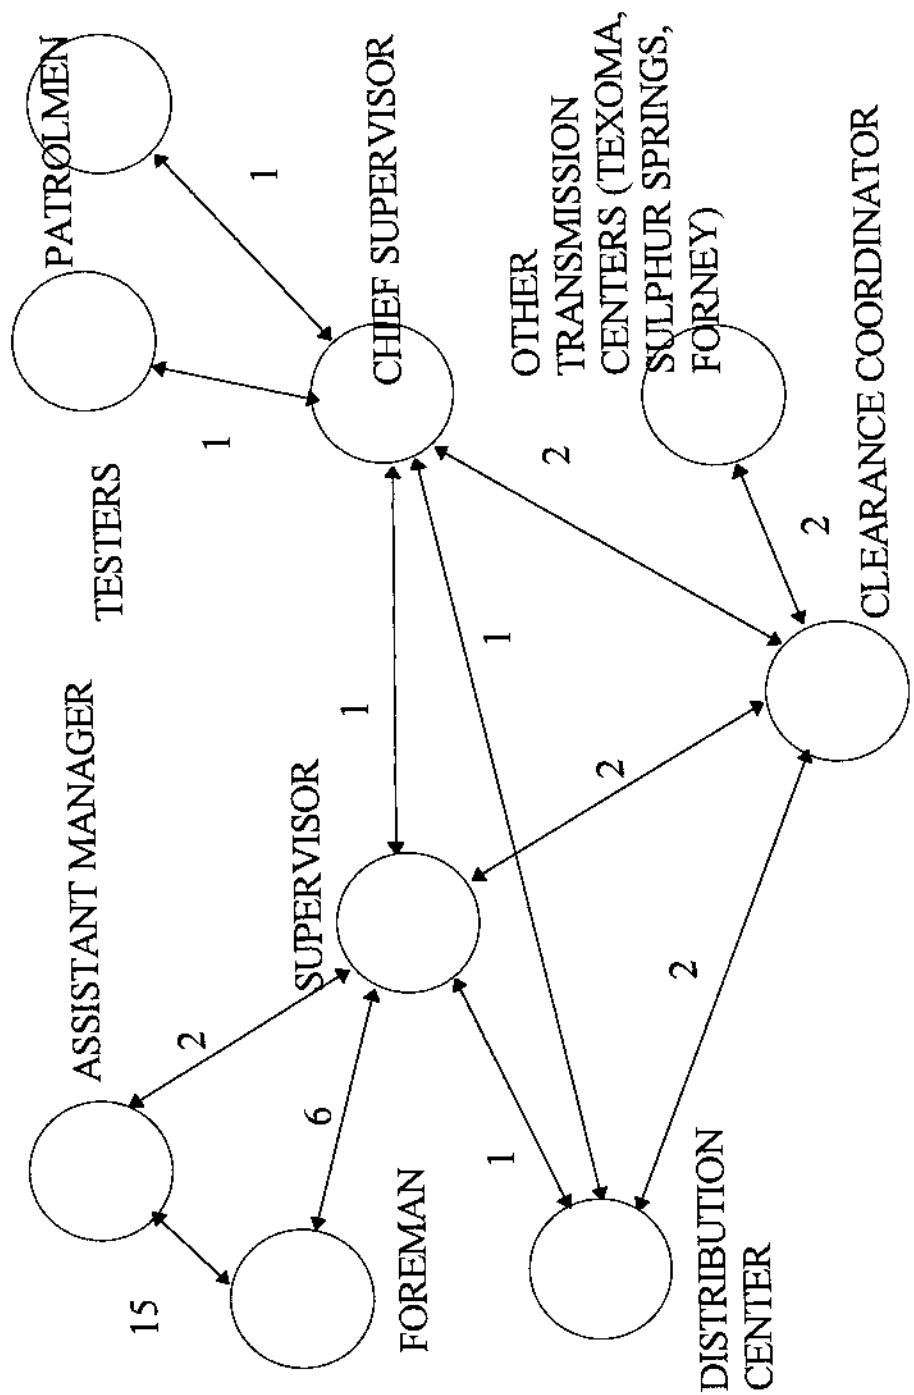 PATROLMEN
1
CHIEF SUPERVISOR
OTHER
TRANSMISSION
CENTERS (TEXOMA,
SULPHUR SPRINGS,
FORNEY)
CLEARANCE COORDINATOR
1
2
2
TESTERS
1
1
2
ASSISTANT MANAGER
SUPERVISOR
2
2
6
1
FOREMAN
15
DISTRIBUTION
CENTER